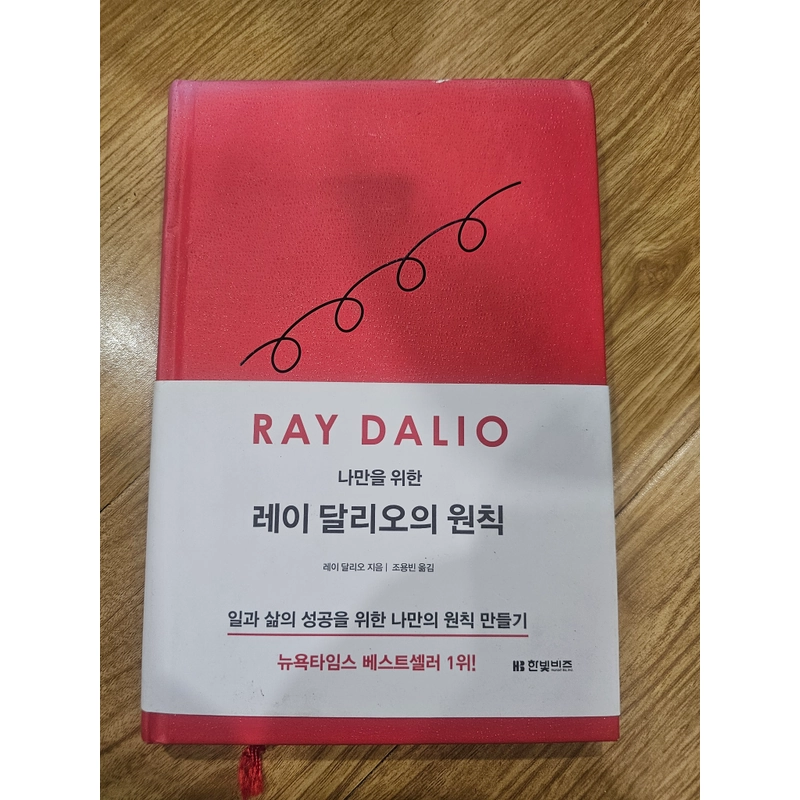 RAY DALIO
나만을 위한
레이 달리오의 원칙
레이 달리오 지음 | 조용빈 옮김
일과 삶의 성공을 위한 나만의 원칙 만들기
뉴욕타임스 베스트셀러 1위!
HB 한빛비즈